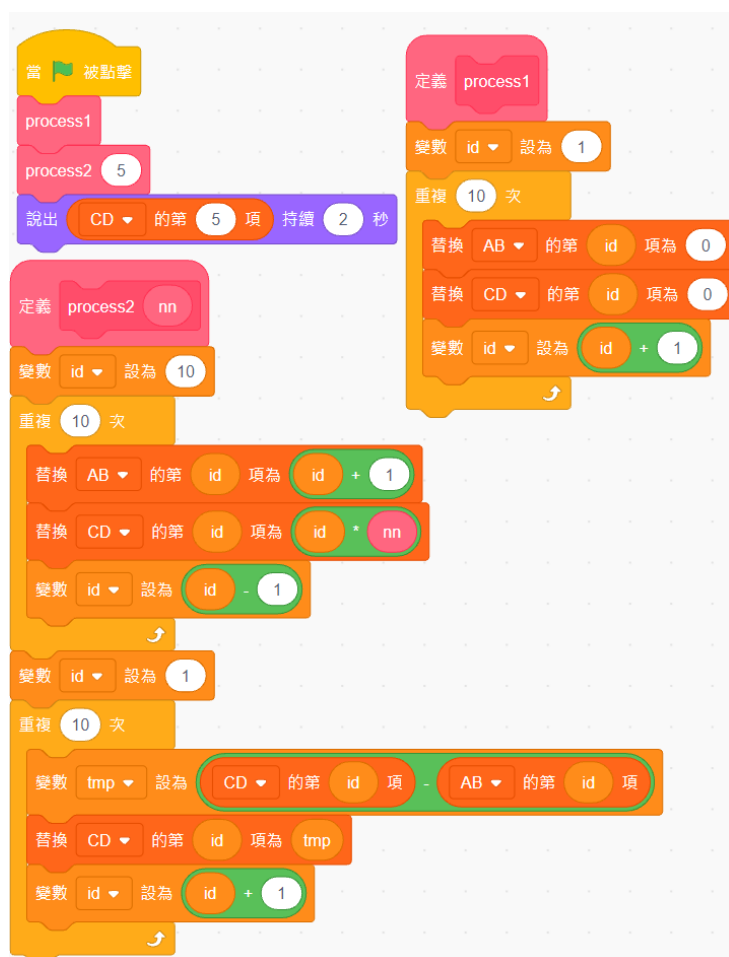 當 被點擊
process1
process2 5
說出 CD 的第 5 項 持續 2 秒
定義 process1
變數 id 設為 1
重複 10 次
替換 AB 的第 id 項為 0
替換 CD 的第 id 項為 0
變數 id 設為 id + 1
定義 process2 nn
變數 id 設為 10
重複 10 次
替換 AB 的第 id 項為 id + 1
替換 CD 的第 id 項為 id * nn
變數 id 設為 id - 1
變數 id 設為 1
重複 10 次
變數 tmp 設為 CD 的第 id 項 - AB 的第 id 項
替換 CD 的第 id 項為 tmp
變數 id 設為 id + 1